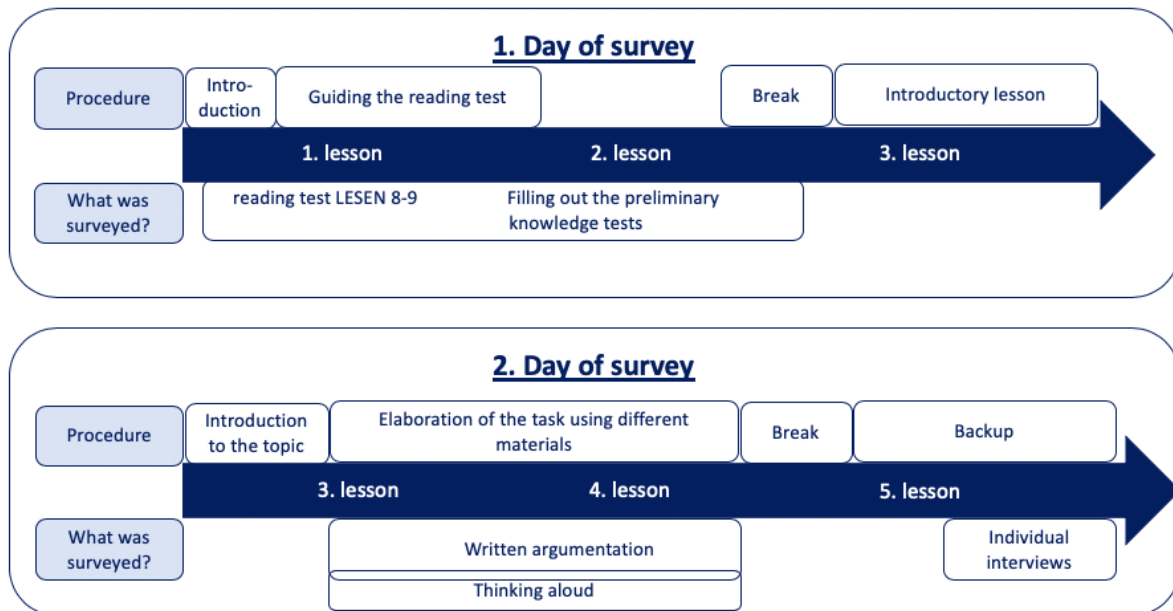 1. Day of survey
Procedure
Intro-
duction
Guiding the reading test
Break
Introductory lesson
1. lesson
2. lesson
3. lesson
What was
surveyed?
reading test LESEN 8-9
Filling out the preliminary
knowledge tests
2. Day of survey
Procedure
Introduction
to the topic
Elaboration of the task using different
materials
Break
Backup
3. lesson
4. lesson
5. lesson
What was
surveyed?
Written argumentation
Thinking aloud
Individual
interviews